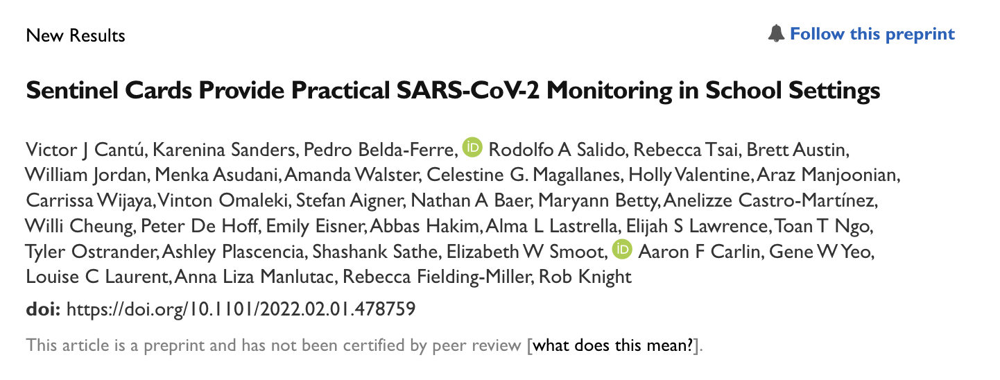 New Results
Follow this preprint
Sentinel Cards Provide Practical SARS-CoV-2 Monitoring in School Settings
Victor J Cantú, Karenina Sanders, Pedro Belda-Ferre, iD Rodolfo A Salido, Rebecca Tsai, Brett Austin,
William Jordan, Menka Asudani, Amanda Walster, Celestine G. Magallanes, Holly Valentine, Araz Manjoonian,
Carrissa Wijaya, Vinton Omaleki, Stefan Aigner, Nathan A Baer, Maryann Betty, Anelizze Castro-Martínez,
Willi Cheung, Peter De Hoff, Emily Eisner, Abbas Hakim, Alma L Lastrella, Elijah S Lawrence, Toan T Ngo,
Tyler Ostrander, Ashley Plascencia, Shashank Sathe, Elizabeth W Smoot, iD Aaron F Carlin, Gene W Yeo,
Louise C Laurent, Anna Liza Manlutac, Rebecca Fielding-Miller, Rob Knight
doi: https://doi.org/10.1101/2022.02.01.478759
This article is a preprint and has not been certified by peer review [what does this mean?].